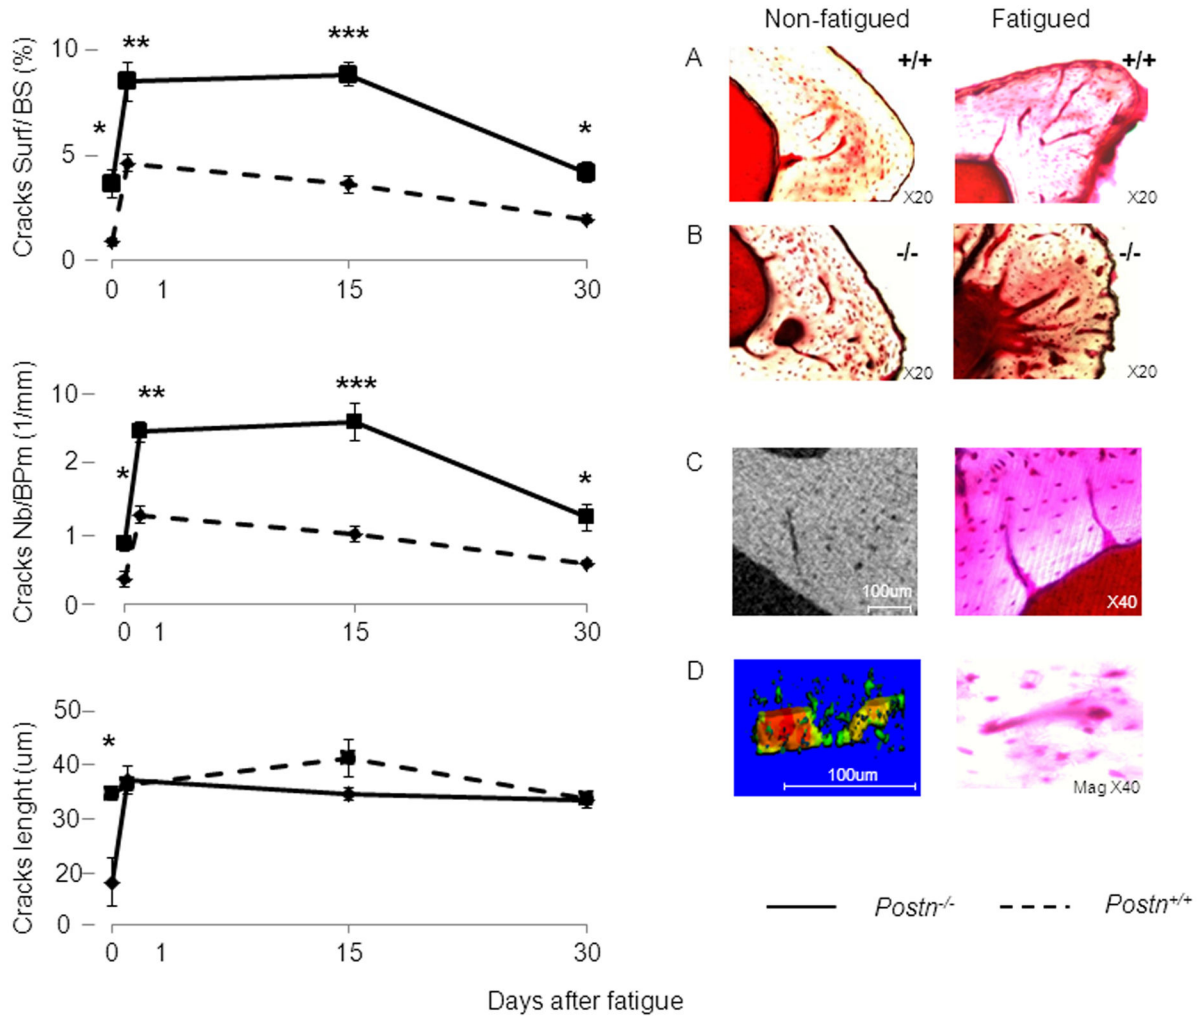 Cracks Surf/ BS (%)
10
5
0
*
**
***
*
0 1 15 30
Cracks Nb/BPm (1/mm)
10
2
1
0
*
**
***
*
0 1 15 30
Cracks lenght (um)
50
40
30
20
0
*
0 1 15 30
Days after fatigue
Non-fatigued Fatigued
A
+/+
X20
+/+
X20
B
-/-
X20
-/-
X20
C
100um
X40
D
100um
Mag X40
Postn-/- Postn+/+